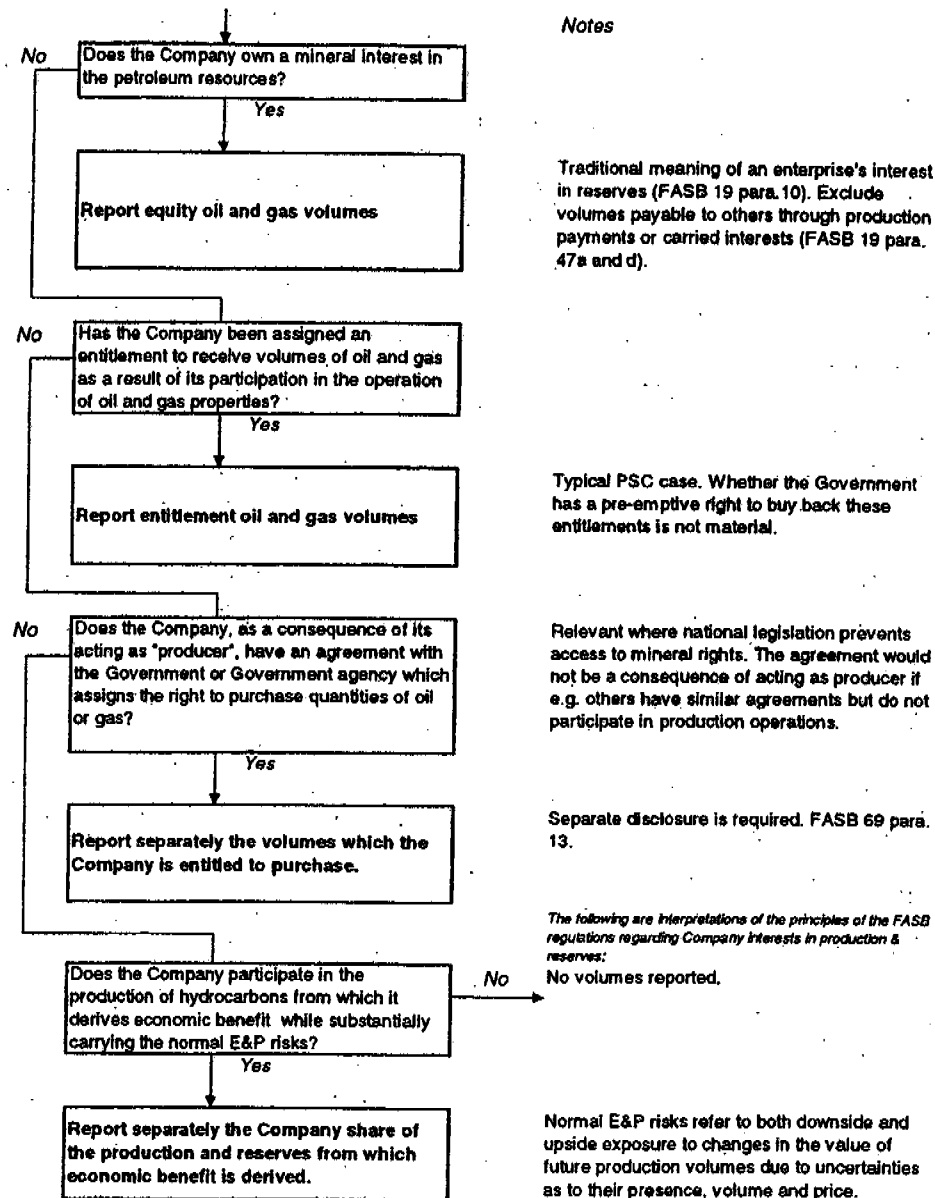 Notes
No
Does the Company own a mineral interest in
the petroleum resources?
Yes
Report equity oil and gas volumes
Traditional meaning of an enterprise's interest
in reserves (FASB 19 para.10). Exclude
volumes payable to others through production
payments or carried interests (FASB 19 para.
47a and d).
No
Has the Company been assigned an
entitlement to receive volumes of oil and gas
as a result of its participation in the operation
of oil and gas properties?
Yes
Report entitlement oil and gas volumes
Typical PSC case. Whether the Government
has a pre-emptive right to buy back these
entitlements is not material.
No
Does the Company, as a consequence of its
acting as "producer", have an agreement with
the Government or Government agency which
assigns the right to purchase quantities of oil
or gas?
Yes
Relevant where national legislation prevents
access to mineral rights. The agreement would
not be a consequence of acting as producer if
e.g. others have similar agreements but do not
participate in production operations.
Report separately the volumes which the
Company is entitled to purchase.
Separate disclosure is required. FASB 69 para.
13.
The following are interpretations of the principles of the FASB
regulations regarding Company interests in production &
reserves:
Does the Company participate in the
production of hydrocarbons from which it
derives economic benefit while substantially
carrying the normal E&P risks?
No
No volumes reported.
Yes
Report separately the Company share of
the production and reserves from which
economic benefit is derived.
Normal E&P risks refer to both downside and
upside exposure to changes in the value of
future production volumes due to uncertainties
as to their presence, volume and price.